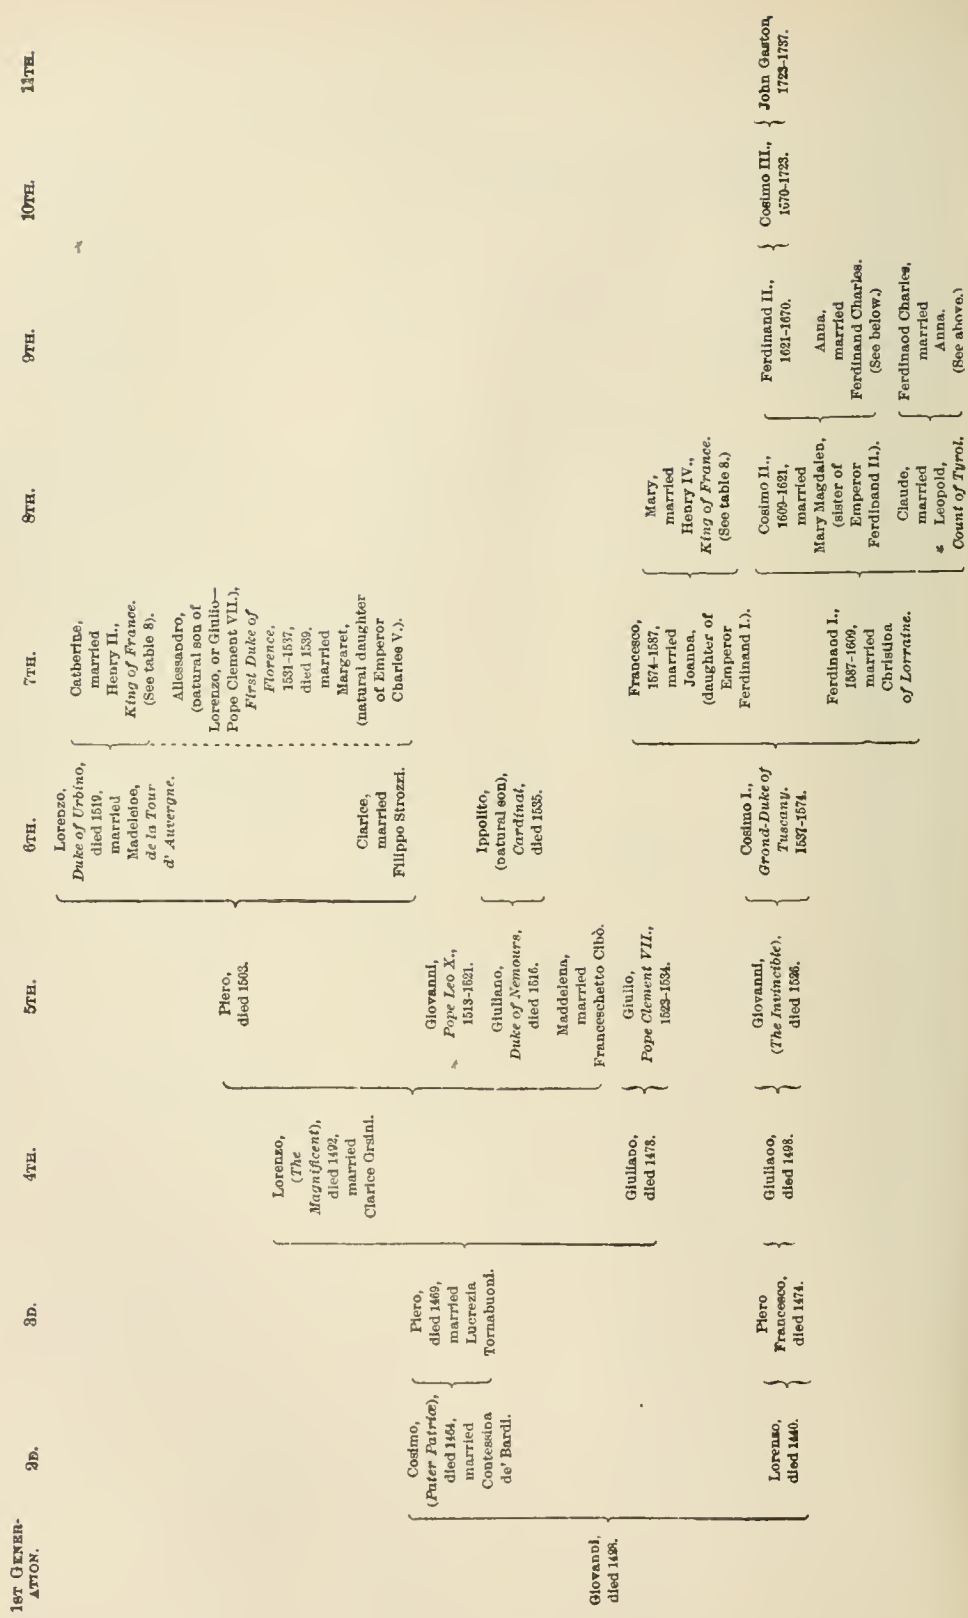 1ST GENER-
ATION.
2D.
3D.
4TH.
5TH.
6TH.
7TH.
8TH.
9TH.
10TH.
11TH.
Giovanni,
died 1428.
Cosimo,
(Pater Patriæ),
died 1464,
married
Contessina
de' Bardi.
Lorenzo,
died 1440.
Piero,
died 1469,
married
Lucrezia
Tornabuoni.
Piero
Francesco,
died 1474.
Lorenzo,
(The
Magnificent),
died 1492,
married
Clarice Orsini.
Giuliano,
died 1478.
Giuliano,
died 1498.
Piero,
died 1503.
Giovanni,
Pope Leo X.,
1513-1521.
Giuliano,
Duke of Nemours,
died 1516.
Maddelena,
married
Franceschetto Cibò.
Giulio,
Pope Clement VII.,
1523-1534.
Giovanni,
(The Invincible),
died 1526.
Lorenzo,
Duke of Urbino,
died 1519,
married
Madeleine,
de la Tour
d' Auvergne.
Clarice,
married
Filippo Strozzi.
Ippolito,
(natural son),
Cardinal,
died 1535.
Cosimo I.,
Grand-Duke of
Tuscany.
1537-1574.
Catherine,
married
Henry II.,
King of France.
(See table 8).
Allessandro,
(natural son of
Lorenzo, or Giulio—
Pope Clement VII.),
First Duke of
Florence,
1531-1537,
died 1539.
married
Margaret,
(natural daughter
of Emperor
Charles V.).
Francesco,
1574-1587,
married
Joanna,
(daughter of
Emperor
Ferdinand I.).
Ferdinand I.,
1587-1609,
married
Christina
of Lorraine.
Mary,
married
Henry IV.,
King of France.
(See table 8.)
Cosimo II.,
1609-1621,
married
Mary Magdalen,
(sister of
Emperor
Ferdinand II.).
Claude,
married
* Leopold,
Count of Tyrol.
Ferdinand II.,
1621-1670.
Anna,
married
Ferdinand Charles.
(See below.)
Ferdinand Charles,
married
Anna.
(See above.)
Cosimo III.,
1670-1723.
John Gaston,
1723-1737.